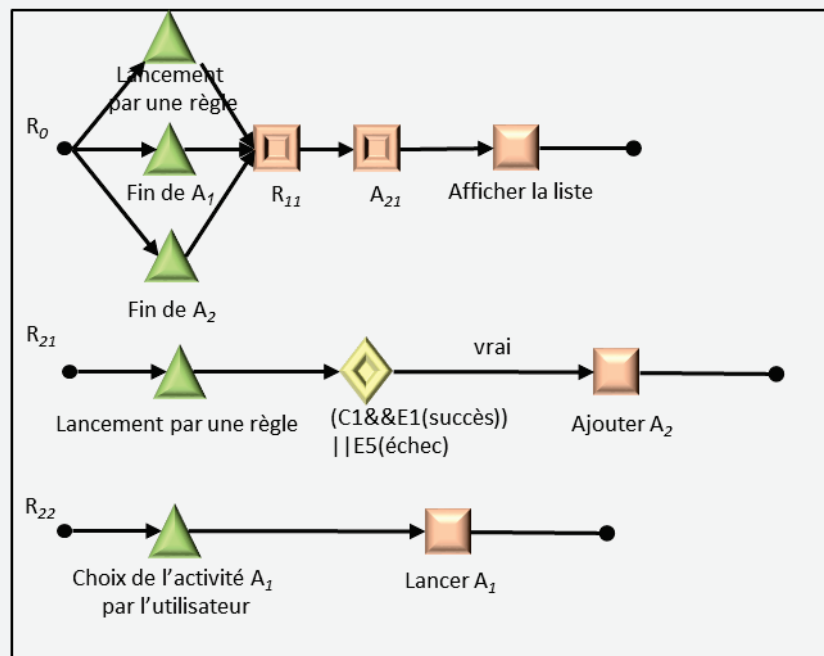 Lancement
par une règle
R0
Fin de A1
R11
A21
Afficher la liste
Fin de A2
R21
vrai
Lancement par une règle
(C1&&E1(succès))
||E5(échec)
Ajouter A2
R22
Choix de l'activité A1
par l'utilisateur
Lancer A1